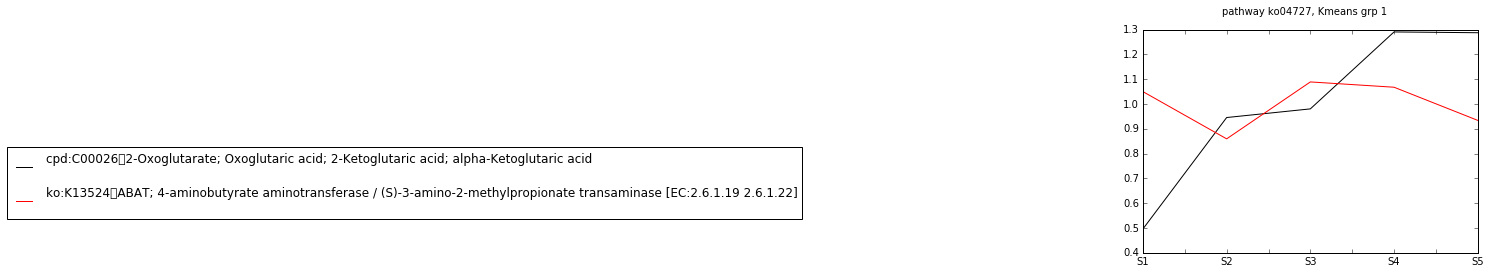 pathway ko04727, Kmeans grp 1
1.3
1.2
1.1
1.0
0.9
0.8
0.7
0.6
0.5
0.4
S1 S2 S3 S4 S5
cpd:C00026▯2-Oxoglutarate; Oxoglutaric acid; 2-Ketoglutaric acid; alpha-Ketoglutaric acid
ko:K13524▯ABAT; 4-aminobutyrate aminotransferase / (S)-3-amino-2-methylpropionate transaminase [EC:2.6.1.19 2.6.1.22]